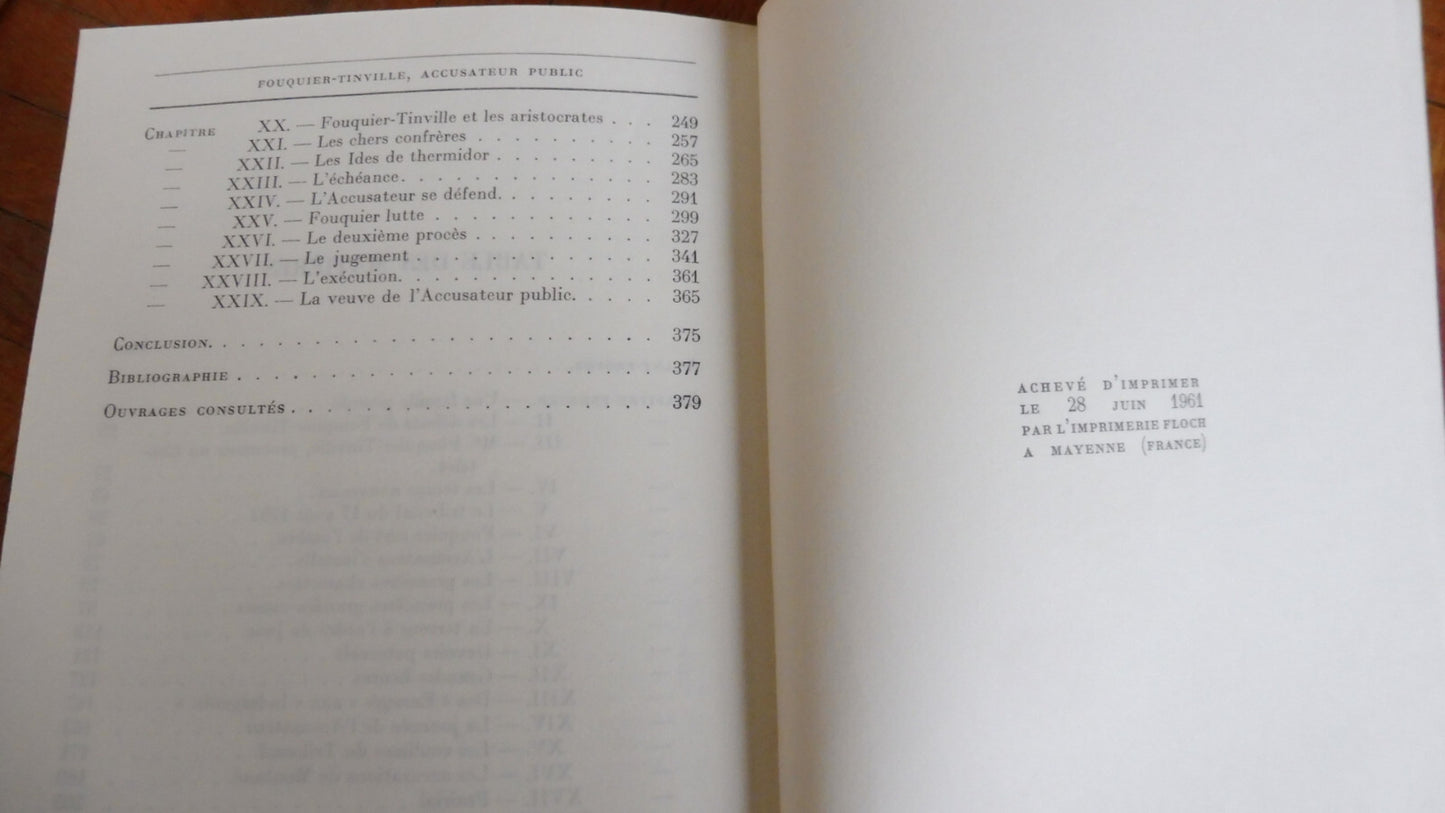 FOUQUIER-TINVILLE, ACCUSATEUR PUBLIC
CHAPITRE XX. — Fouquier-Tinville et les aristocrates . . . 249
— XXI. — Les chers confrères . . . . . . . . . . 257
— XXII. — Les Ides de thermidor . . . . . . . . . 265
— XXIII. — L'échéance. . . . . . . . . . . . . . 283
— XXIV. — L'Accusateur se défend. . . . . . . . . 291
— XXV. — Fouquier lutte . . . . . . . . . . . . 299
— XXVI. — Le deuxième procès . . . . . . . . . . 327
— XXVII. — Le jugement . . . . . . . . . . . . . 341
— XXVIII. — L'exécution. . . . . . . . . . . . . . 361
— XXIX. — La veuve de l'Accusateur public. . . . . 365
CONCLUSION. . . . . . . . . . . . . . . . . . . . . . . 375
BIBLIOGRAPHIE . . . . . . . . . . . . . . . . . . . . . . 377
OUVRAGES CONSULTÉS . . . . . . . . . . . . . . . . . . . 379
ACHEVÉ D'IMPRIMER
LE 28 JUIN 1961
PAR L'IMPRIMERIE FLOCH
A MAYENNE (FRANCE)